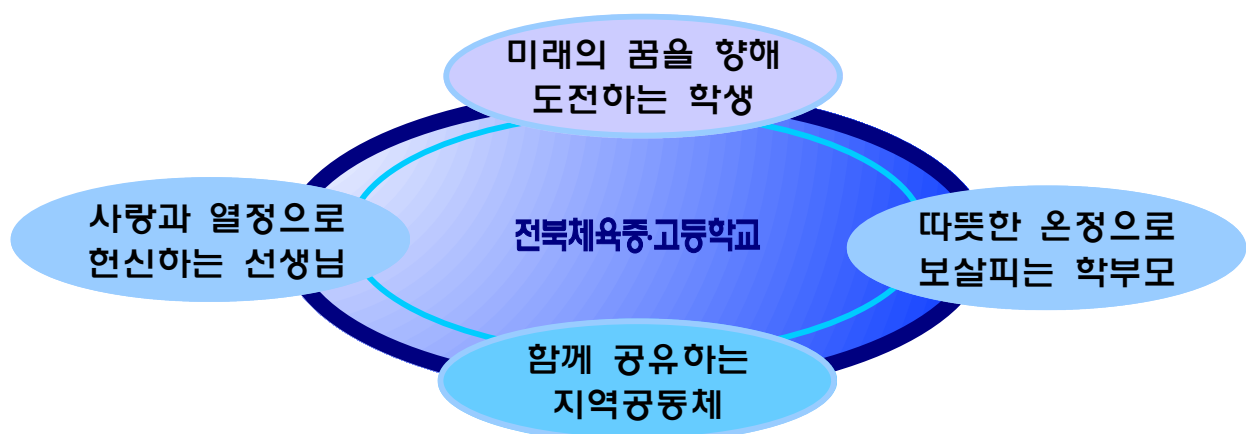 미래의 꿈을 향해
도전하는 학생
사랑과 열정으로
헌신하는 선생님
전북체육중·고등학교
따뜻한 온정으로
보살피는 학부모
함께 공유하는
지역공동체